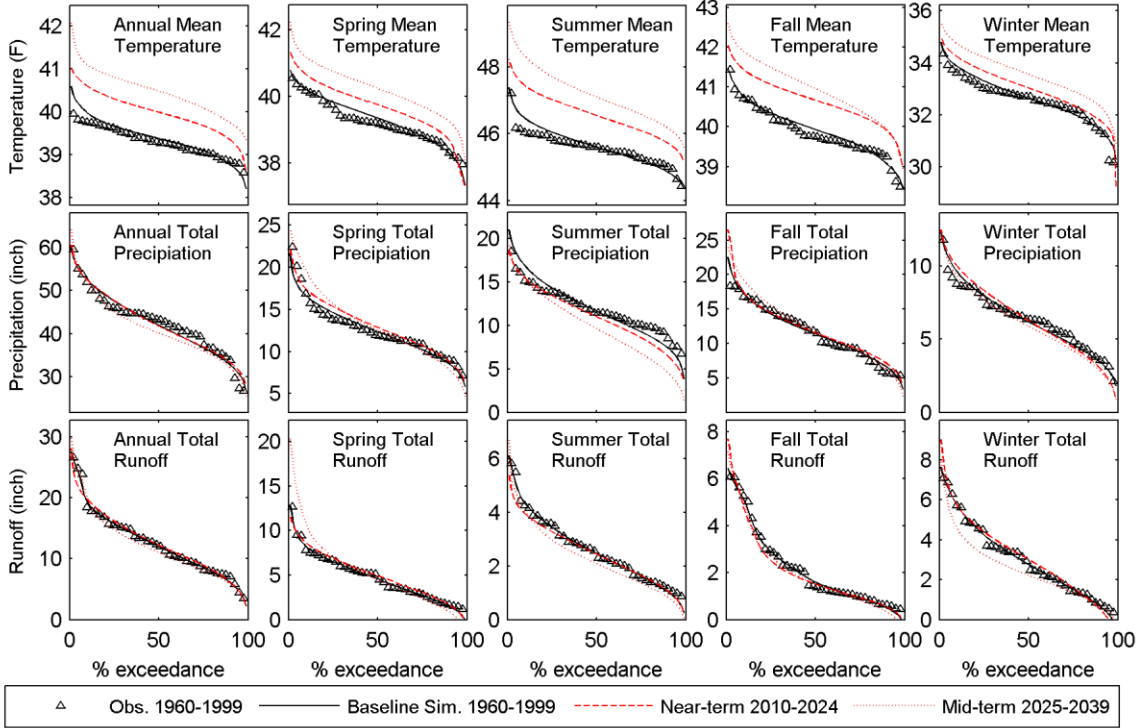 Annual Mean Temperature
Spring Mean Temperature
Summer Mean Temperature
Fall Mean Temperature
Winter Mean Temperature
Temperature (F)
42
41
40
39
38
42
40
38
48
46
44
43
42
41
40
39
36
34
32
30
Annual Total Precipiation
Spring Total Precipiation
Summer Total Precipiation
Fall Total Precipiation
Winter Total Precipiation
Precipitation (inch)
60
50
40
30
25
20
15
10
5
20
15
10
5
0
25
20
15
10
5
10
5
0
Annual Total Runoff
Spring Total Runoff
Summer Total Runoff
Fall Total Runoff
Winter Total Runoff
Runoff (inch)
30
20
10
0
20
15
10
5
0
6
4
2
0
8
6
4
2
0
8
6
4
2
0
0 50 100
0 50 100
0 50 100
0 50 100
0 50 100
% exceedance
% exceedance
% exceedance
% exceedance
% exceedance
Obs. 1960-1999
Baseline Sim. 1960-1999
Near-term 2010-2024
Mid-term 2025-2039